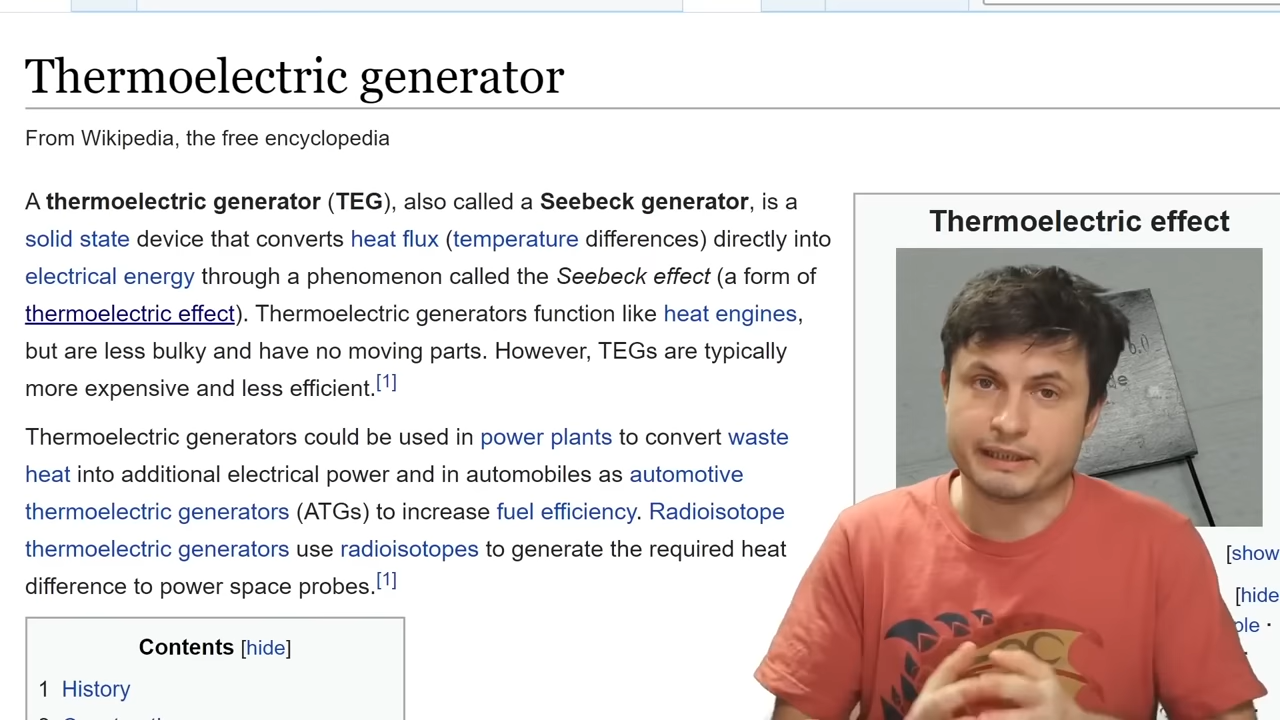 Thermoelectric generator
From Wikipedia, the free encyclopedia
A thermoelectric generator (TEG), also called a Seebeck generator, is a
solid state device that converts heat flux (temperature differences) directly into
electrical energy through a phenomenon called the Seebeck effect (a form of
thermoelectric effect). Thermoelectric generators function like heat engines,
but are less bulky and have no moving parts. However, TEGs are typically
more expensive and less efficient.[1]
Thermoelectric generators could be used in power plants to convert waste
heat into additional electrical power and in automobiles as automotive
thermoelectric generators (ATGs) to increase fuel efficiency. Radioisotope
thermoelectric generators use radioisotopes to generate the required heat
difference to power space probes.[1]
Contents [hide]
1 History
Thermoelectric effect
[show
[hide